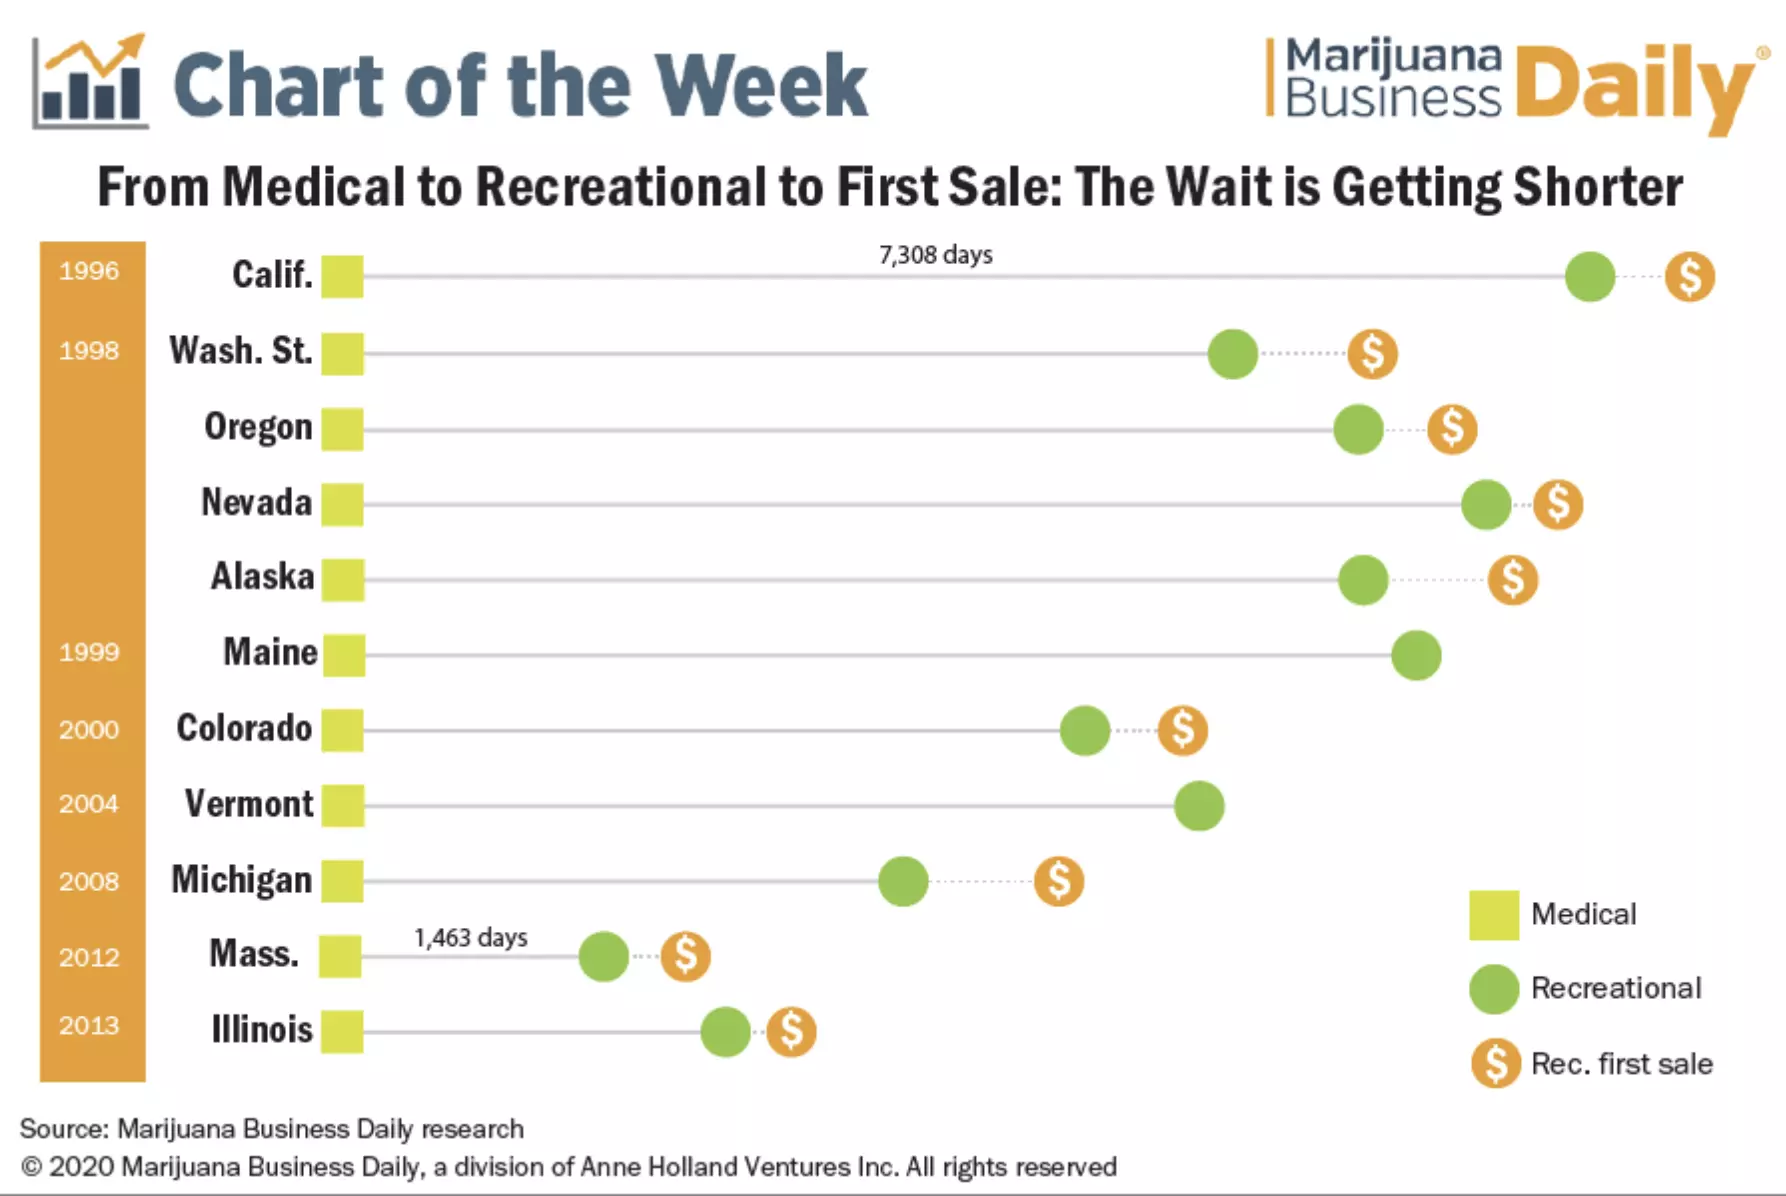 Chart of the Week
Marijuana
Business
Daily®
From Medical to Recreational to First Sale: The Wait is Getting Shorter
1996 Calif. 7,308 days $
1998 Wash. St. $
Oregon $
Nevada $
Alaska $
1999 Maine
2000 Colorado $
2004 Vermont
2008 Michigan $
2012 Mass. 1,463 days $
2013 Illinois $
Medical
Recreational
$ Rec. first sale
Source: Marijuana Business Daily research
© 2020 Marijuana Business Daily, a division of Anne Holland Ventures Inc. All rights reserved